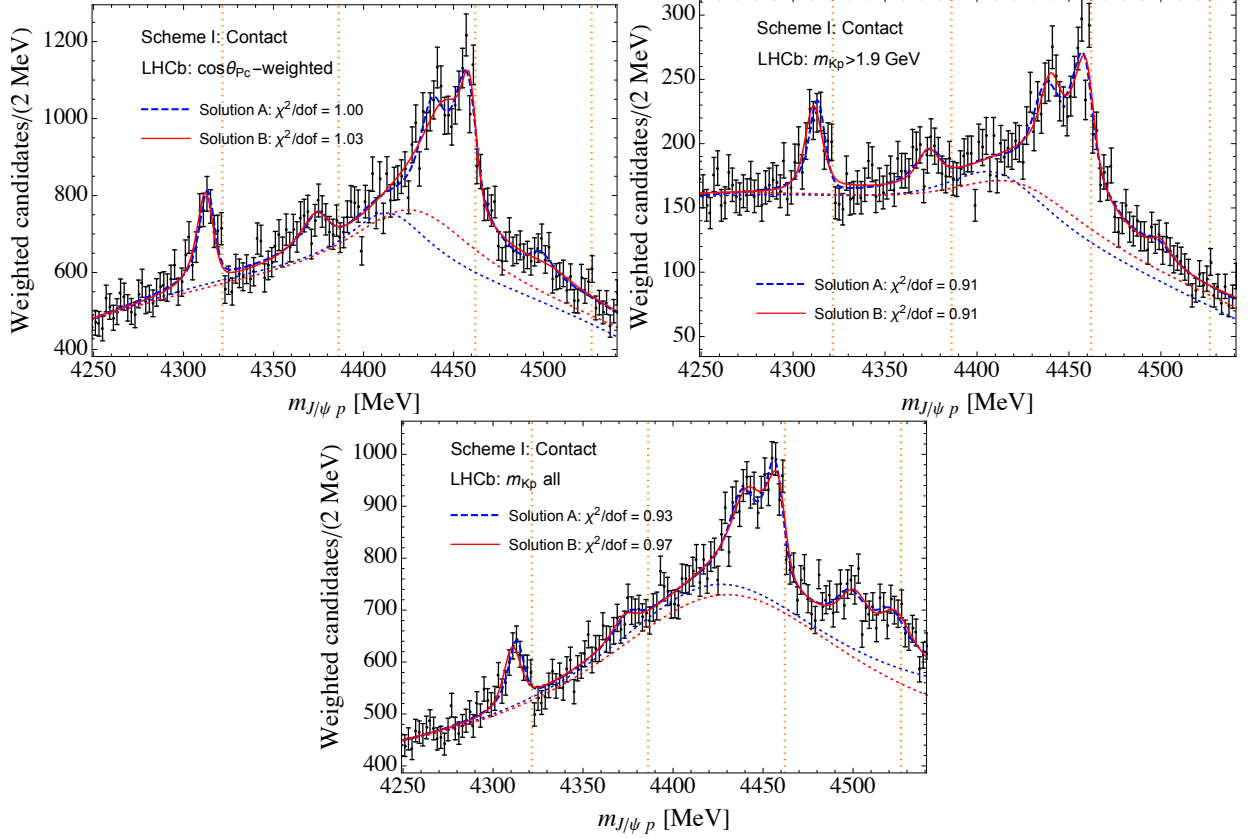 Weighted candidates/(2 MeV)
1200
1000
800
600
400
Scheme I: Contact
LHCb: cosθPc-weighted
Solution A: χ²/dof = 1.00
Solution B: χ²/dof = 1.03
4250 4300 4350 4400 4450 4500
mJ/ψ p [MeV]
Weighted candidates/(2 MeV)
300
250
200
150
100
50
Scheme I: Contact
LHCb: mKp>1.9 GeV
Solution A: χ²/dof = 0.91
Solution B: χ²/dof = 0.91
4250 4300 4350 4400 4450 4500
mJ/ψ p [MeV]
Weighted candidates/(2 MeV)
1000
900
800
700
600
500
400
Scheme I: Contact
LHCb: mKp all
Solution A: χ²/dof = 0.93
Solution B: χ²/dof = 0.97
4250 4300 4350 4400 4450 4500
mJ/ψ p [MeV]